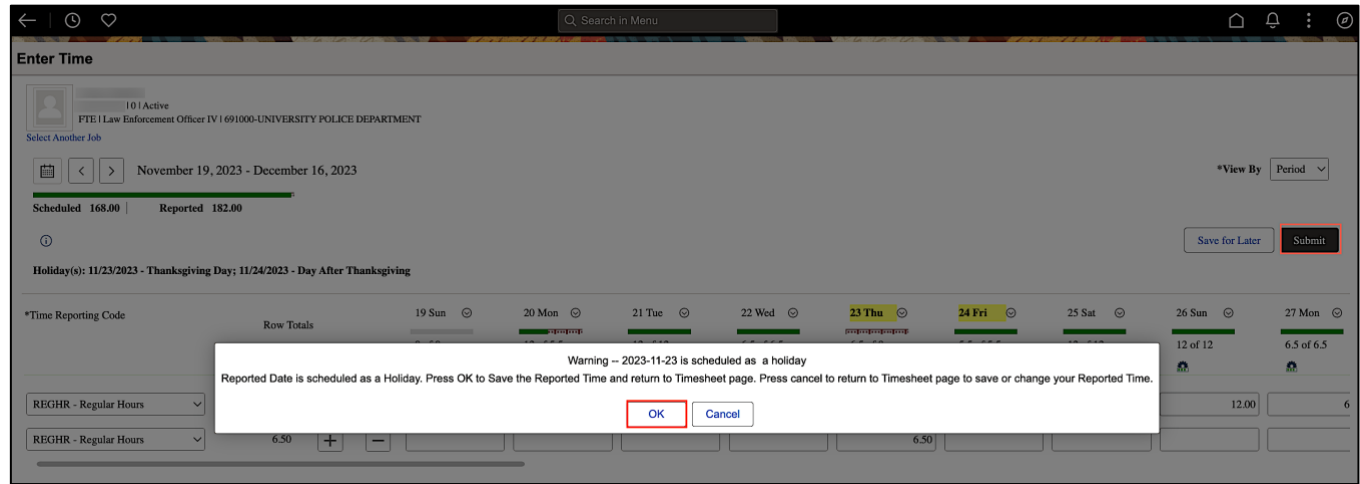 Search in Menu
Enter Time
| 0 | Active
FTE | Law Enforcement Officer IV | 691000-UNIVERSITY POLICE DEPARTMENT
Select Another Job
November 19, 2023 - December 16, 2023
*View By Period
Scheduled 168.00 | Reported 182.00
Save for Later Submit
Holiday(s): 11/23/2023 - Thanksgiving Day; 11/24/2023 - Day After Thanksgiving
*Time Reporting Code Row Totals 19 Sun 20 Mon 21 Tue 22 Wed 23 Thu 24 Fri 25 Sat 26 Sun 27 Mon
12 of 12 6.5 of 6.5
Warning -- 2023-11-23 is scheduled as a holiday
Reported Date is scheduled as a Holiday. Press OK to Save the Reported Time and return to Timesheet page. Press cancel to return to Timesheet page to save or change your Reported Time.
OK Cancel
REGHR - Regular Hours 12.00 6
REGHR - Regular Hours 6.50 6.50